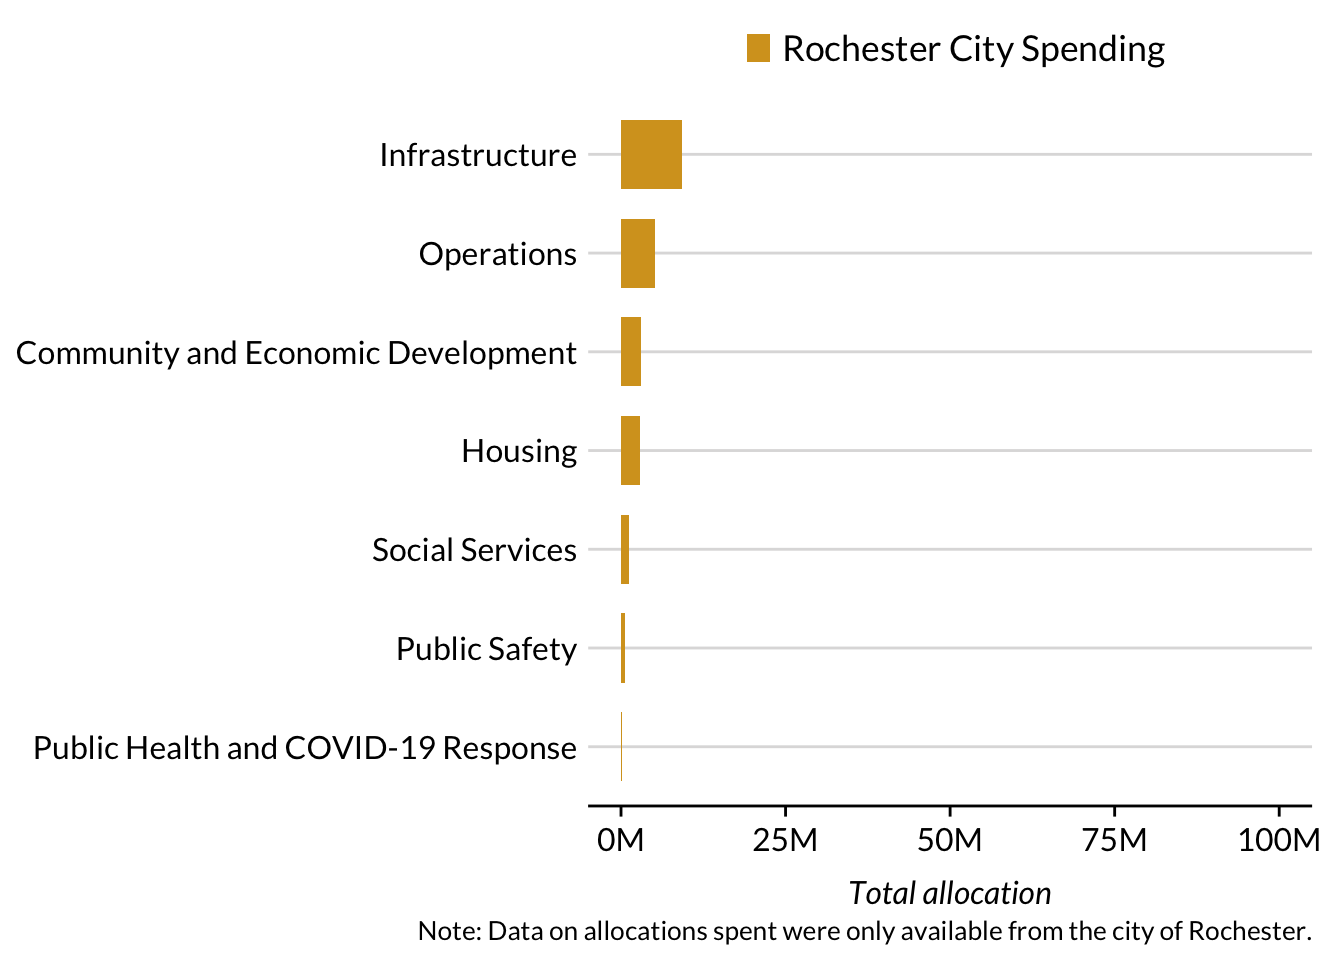 Rochester City Spending
Infrastructure
Operations
Community and Economic Development
Housing
Social Services
Public Safety
Public Health and COVID-19 Response
0M 25M 50M 75M 100M
Total allocation
Note: Data on allocations spent were only available from the city of Rochester.